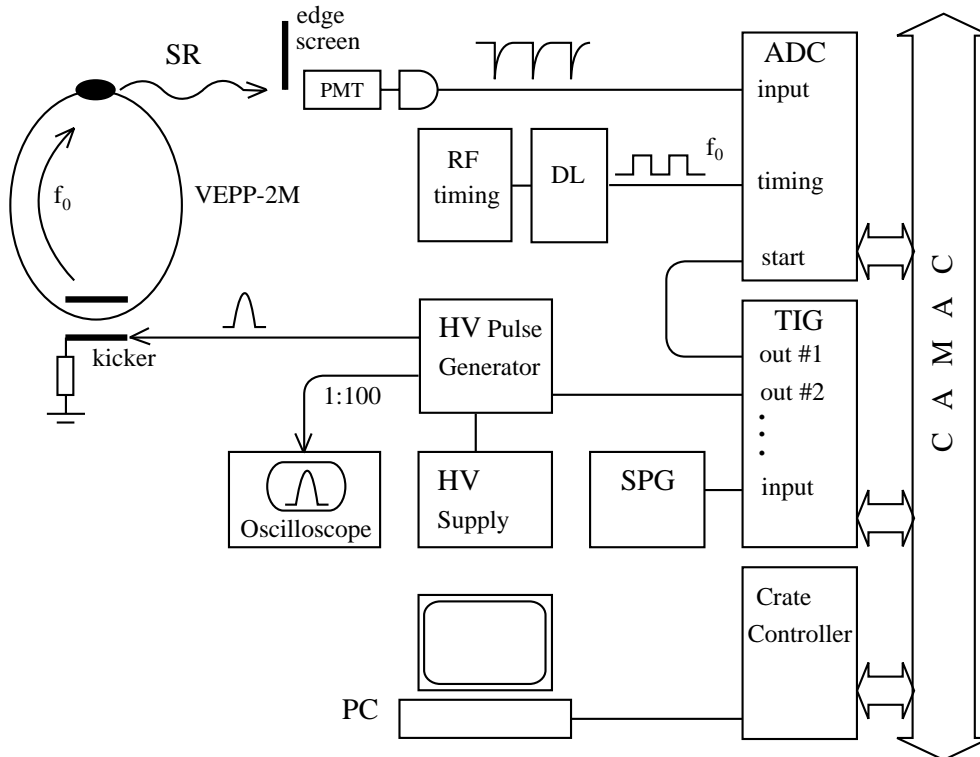 edge
screen
SR
PMT
ADC
input
RF
timing
DL
f0
timing
f0
VEPP-2M
start
HV Pulse
Generator
TIG
out #1
out #2
kicker
1:100
HV
Supply
SPG
input
Oscilloscope
Crate
Controller
PC
CAMAC